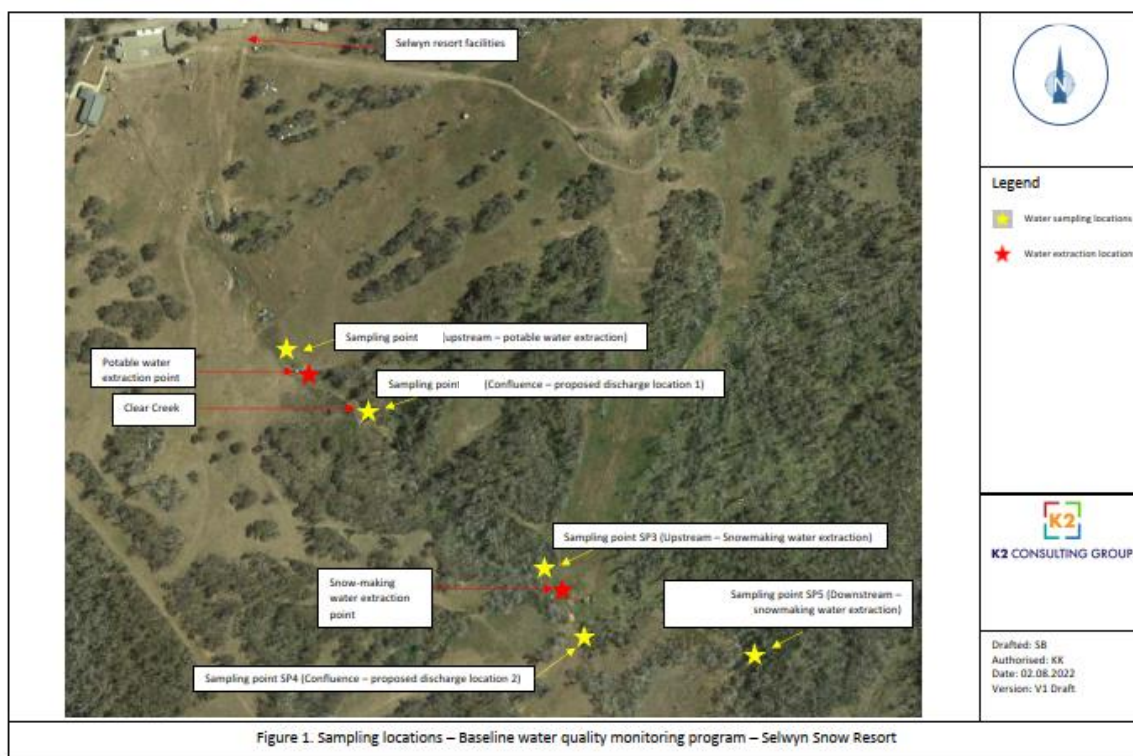 Selwyn resort facilities
N
Legend
Water sampling locations
Water extraction location
Sampling point (upstream – potable water extraction)
Potable water
extraction point
Sampling point (Confluence – proposed discharge location 1)
Clear Creek
Sampling point SP3 (Upstream – Snowmaking water extraction)
Snow-making
water extraction
point
Sampling point SP5 (Downstream –
snowmaking water extraction)
Sampling point SP4 (Confluence – proposed discharge location 2)
K2
K2 CONSULTING GROUP
Drafted: SB
Authorised: KK
Date: 02.08.2022
Version: V1 Draft
Figure 1. Sampling locations – Baseline water quality monitoring program – Selwyn Snow Resort